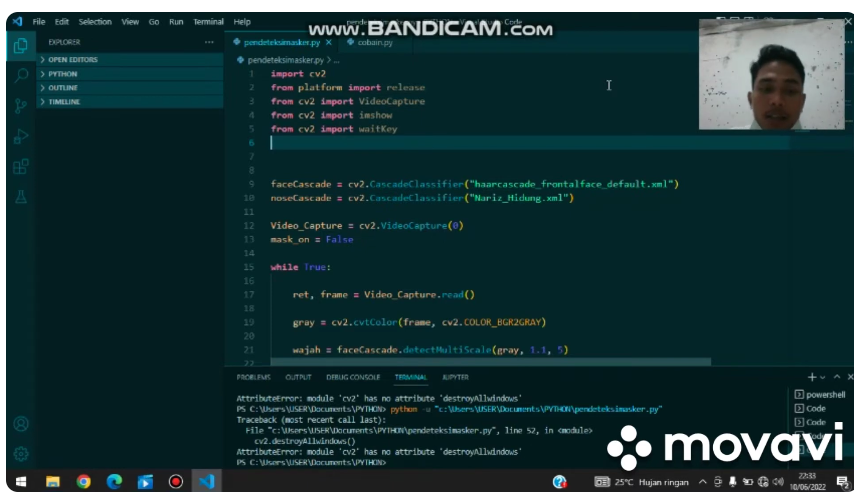 File Edit Selection View Go Run Terminal Help
www.BANDICAM.com
EXPLORER
OPEN EDITORS
PYTHON
OUTLINE
TIMELINE
pendeteksimasker.py cobain.py
pendeteksimasker.py > ...
1 import cv2
2 from platform import release
3 from cv2 import VideoCapture
4 from cv2 import imshow
5 from cv2 import waitKey
6
7
8
9 faceCascade = cv2.CascadeClassifier("haarcascade_frontalface_default.xml")
10 noseCascade = cv2.CascadeClassifier("Nariz_Hidung.xml")
11
12 Video_Capture = cv2.VideoCapture(0)
13 mask_on = False
14
15 while True:
16
17 ret, frame = Video_Capture.read()
18
19 gray = cv2.cvtColor(frame, cv2.COLOR_BGR2GRAY)
20
21 wajah = faceCascade.detectMultiScale(gray, 1.1, 5)
22
PROBLEMS OUTPUT DEBUG CONSOLE TERMINAL JUPYTER
AttributeError: module 'cv2' has no attribute 'destroyAllwindows'
PS C:\Users\USER\Documents\PYTHON> python -u "c:\Users\USER\Documents\PYTHON\pendeteksimasker.py"
Traceback (most recent call last):
File "c:\Users\USER\Documents\PYTHON\pendeteksimasker.py", line 52, in <module>
cv2.destroyAllwindows()
AttributeError: module 'cv2' has no attribute 'destroyAllwindows'
PS C:\Users\USER\Documents\PYTHON>
powershell
Code
Code
movavi
25°C Hujan ringan
22:33
10/06/2022